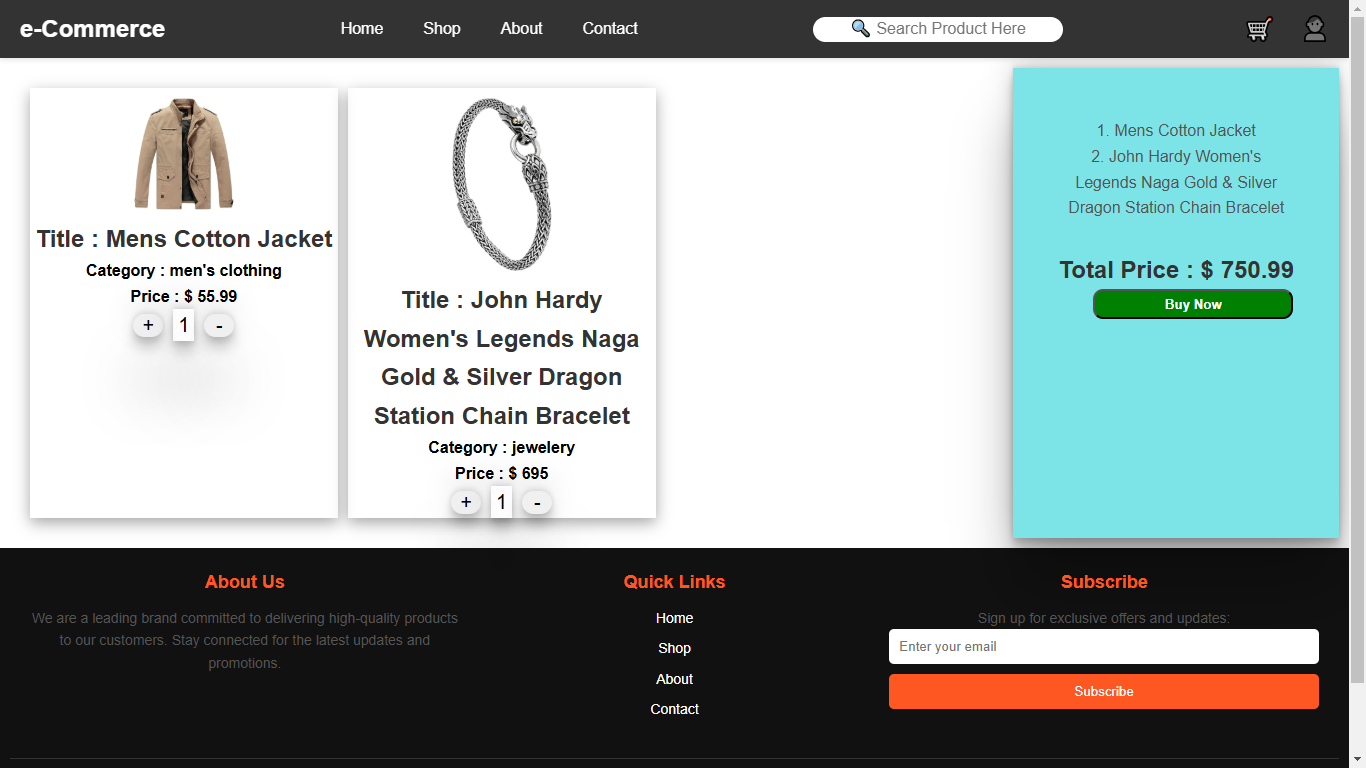 e-Commerce
Home
Shop
About
Contact
Search Product Here
Title : Mens Cotton Jacket
Category : men's clothing
Price : $ 55.99
+ 1 -
Title : John Hardy
Women's Legends Naga
Gold & Silver Dragon
Station Chain Bracelet
Category : jewelery
Price : $ 695
+ 1 -
1. Mens Cotton Jacket
2. John Hardy Women's
Legends Naga Gold & Silver
Dragon Station Chain Bracelet
Total Price : $ 750.99
Buy Now
About Us
We are a leading brand committed to delivering high-quality products
to our customers. Stay connected for the latest updates and
promotions.
Quick Links
Home
Shop
About
Contact
Subscribe
Sign up for exclusive offers and updates:
Enter your email
Subscribe